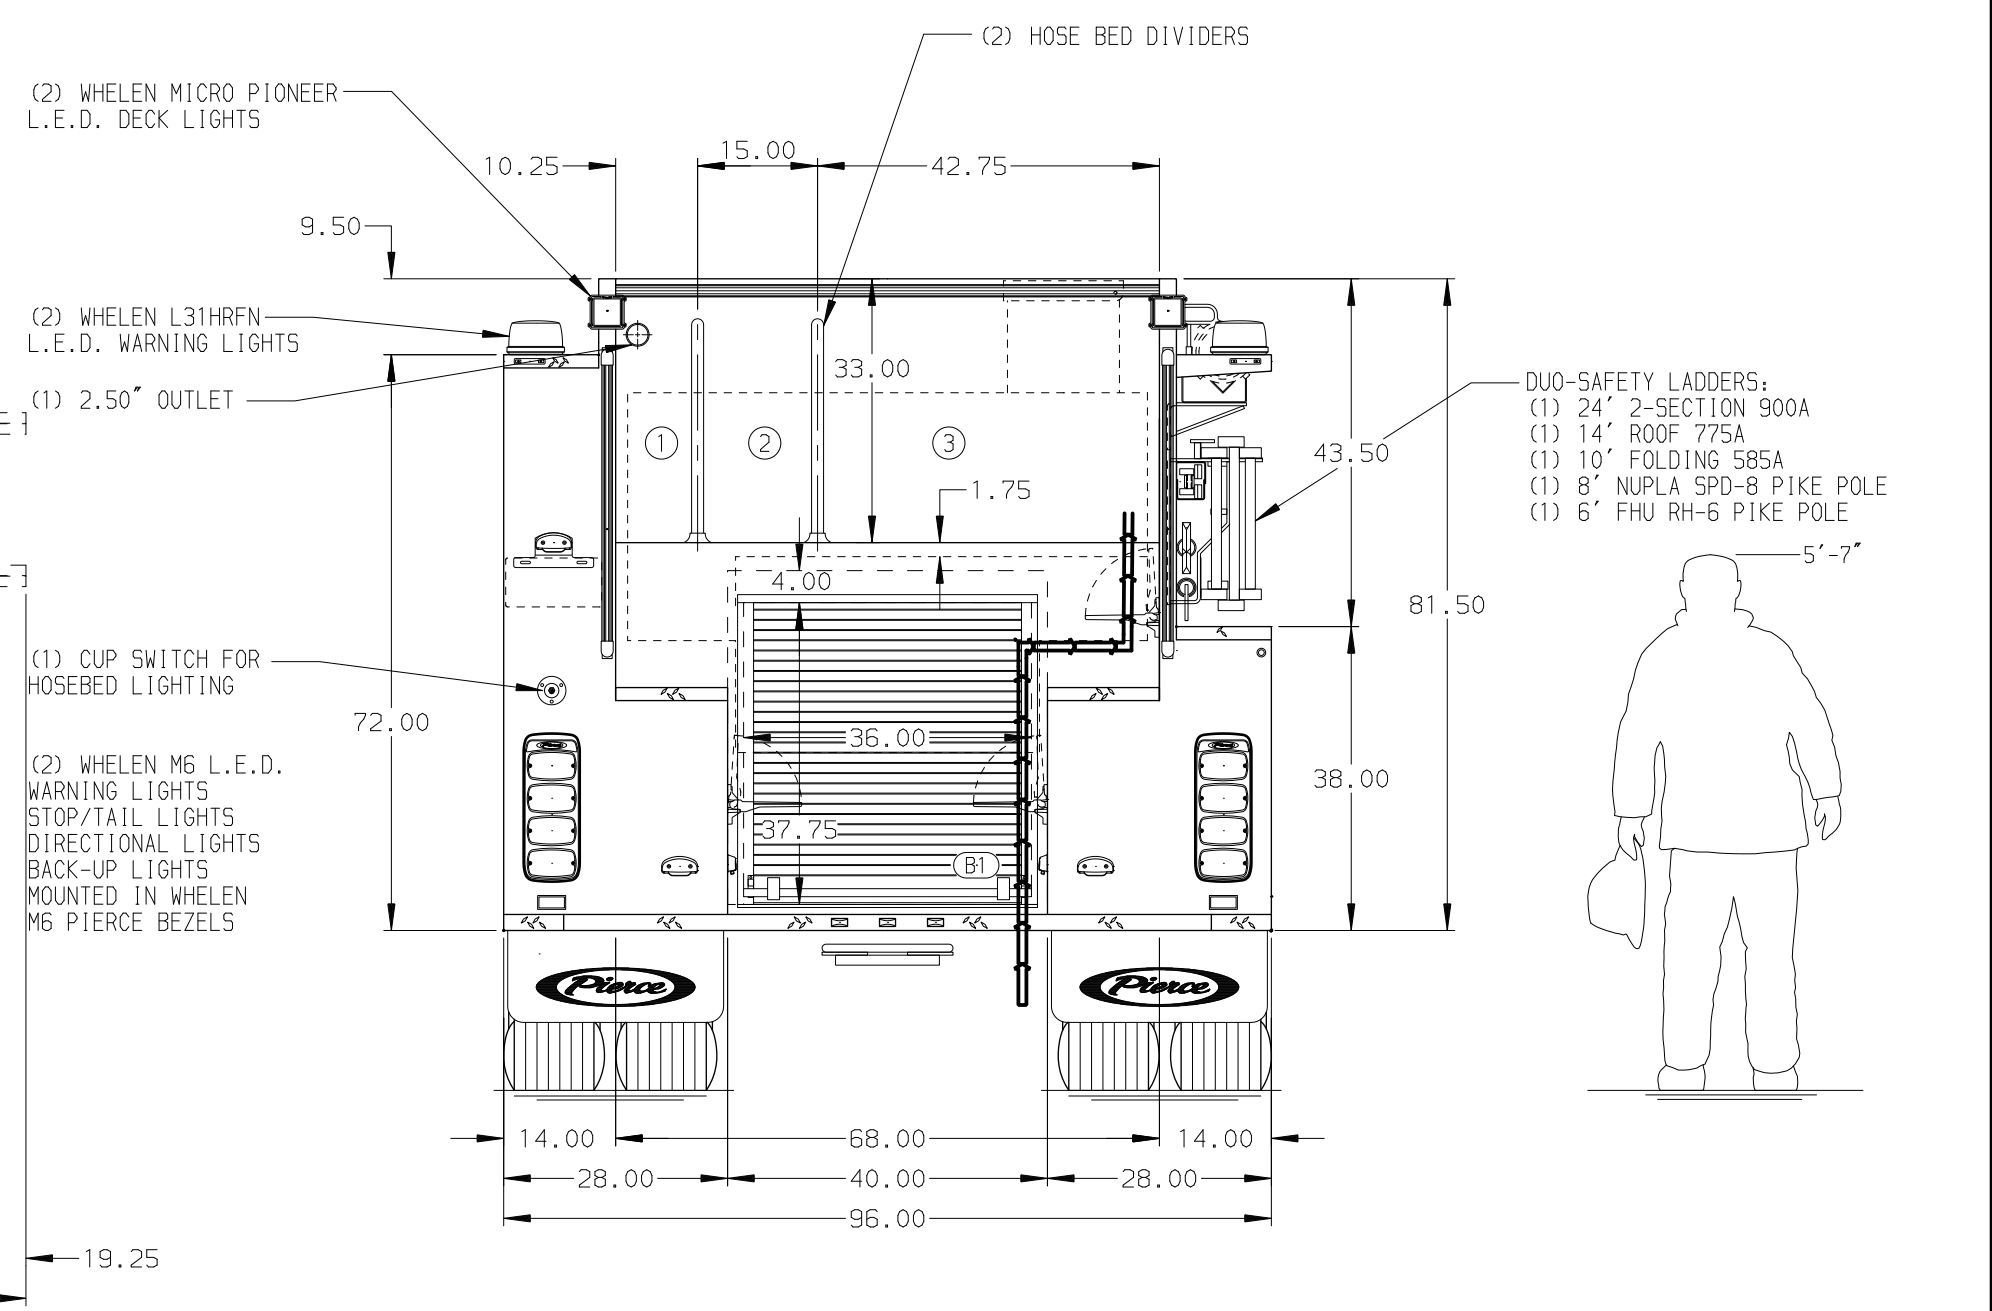 (2) HOSE BED DIVIDERS
(2) WHELEN MICRO PIONEER
L.E.D. DECK LIGHTS
10.25
15.00
42.75
9.50
(2) WHELEN L31HRFN
L.E.D. WARNING LIGHTS
(1) 2.50" OUTLET
33.00
DUO-SAFETY LADDERS:
(1) 24' 2-SECTION 900A
(1) 14' ROOF 775A
(1) 10' FOLDING 585A
(1) 8' NUPLA SPD-8 PIKE POLE
(1) 6' FHU RH-6 PIKE POLE
1
2
3
43.50
1.75
5'-7"
4.00
81.50
(1) CUP SWITCH FOR
HOSEBED LIGHTING
72.00
36.00
38.00
(2) WHELEN M6 L.E.D.
WARNING LIGHTS
STOP/TAIL LIGHTS
DIRECTIONAL LIGHTS
BACK-UP LIGHTS
MOUNTED IN WHELEN
M6 PIERCE BEZELS
Pierce
Pierce
37.75
B1
Pierce
Pierce
14.00
68.00
14.00
28.00
40.00
28.00
96.00
19.25